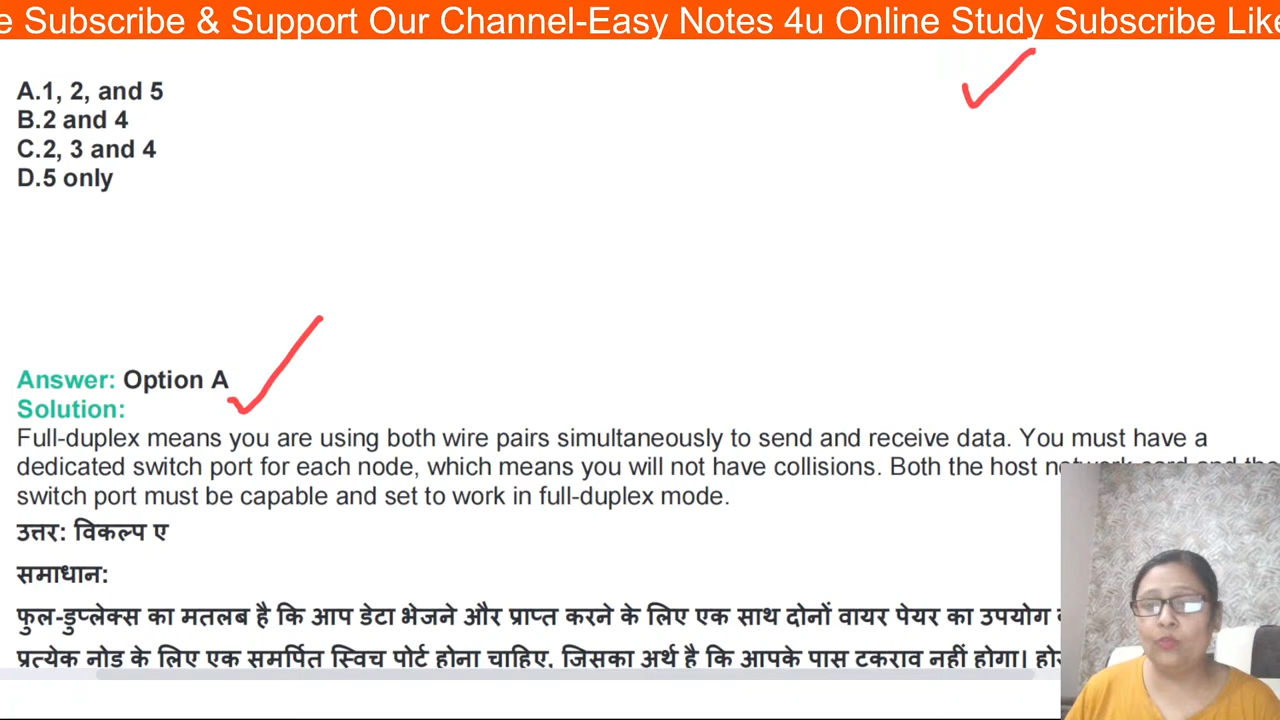 e Subscribe & Support Our Channel-Easy Notes 4u Online Study Subscribe Like
A.1, 2, and 5
B.2 and 4
C.2, 3 and 4
D.5 only
Answer: Option A
Solution:
Full-duplex means you are using both wire pairs simultaneously to send and receive data. You must have a
dedicated switch port for each node, which means you will not have collisions. Both the host network card and the
switch port must be capable and set to work in full-duplex mode.
उत्तर: विकल्प ए
समाधान:
फुल-डुप्लेक्स का मतलब है कि आप डेटा भेजने और प्राप्त करने के लिए एक साथ दोनों वायर पेयर का उपयोग
प्रत्येक नोड के लिए एक समर्पित स्विच पोर्ट होना चाहिए, जिसका अर्थ है कि आपके पास टकराव नहीं होगा।